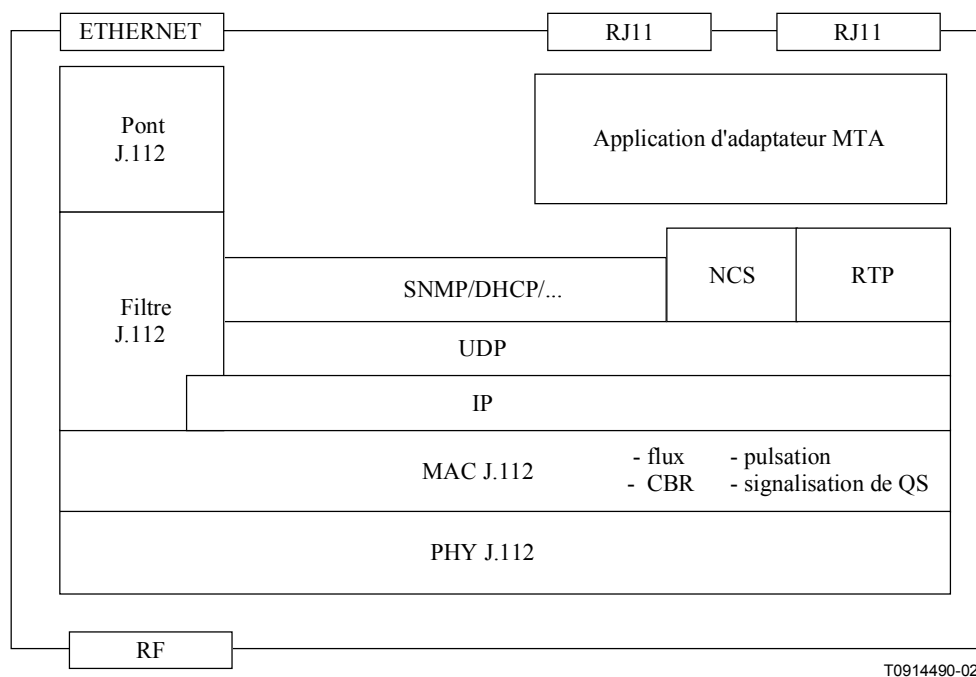 ETHERNET
RJ11
RJ11
Pont
J.112
Application d'adaptateur MTA
Filtre
J.112
SNMP/DHCP/...
NCS
RTP
UDP
IP
MAC J.112
- flux
- pulsation
- CBR
- signalisation de QS
PHY J.112
RF
T0914490-02